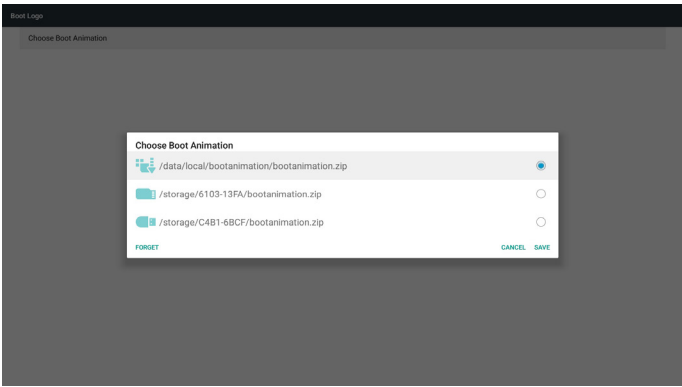 Boot Logo
Choose Boot Animation
Choose Boot Animation
/data/local/bootanimation/bootanimation.zip
/storage/6103-13FA/bootanimation.zip
/storage/C4B1-6BCF/bootanimation.zip
FORGET CANCEL SAVE